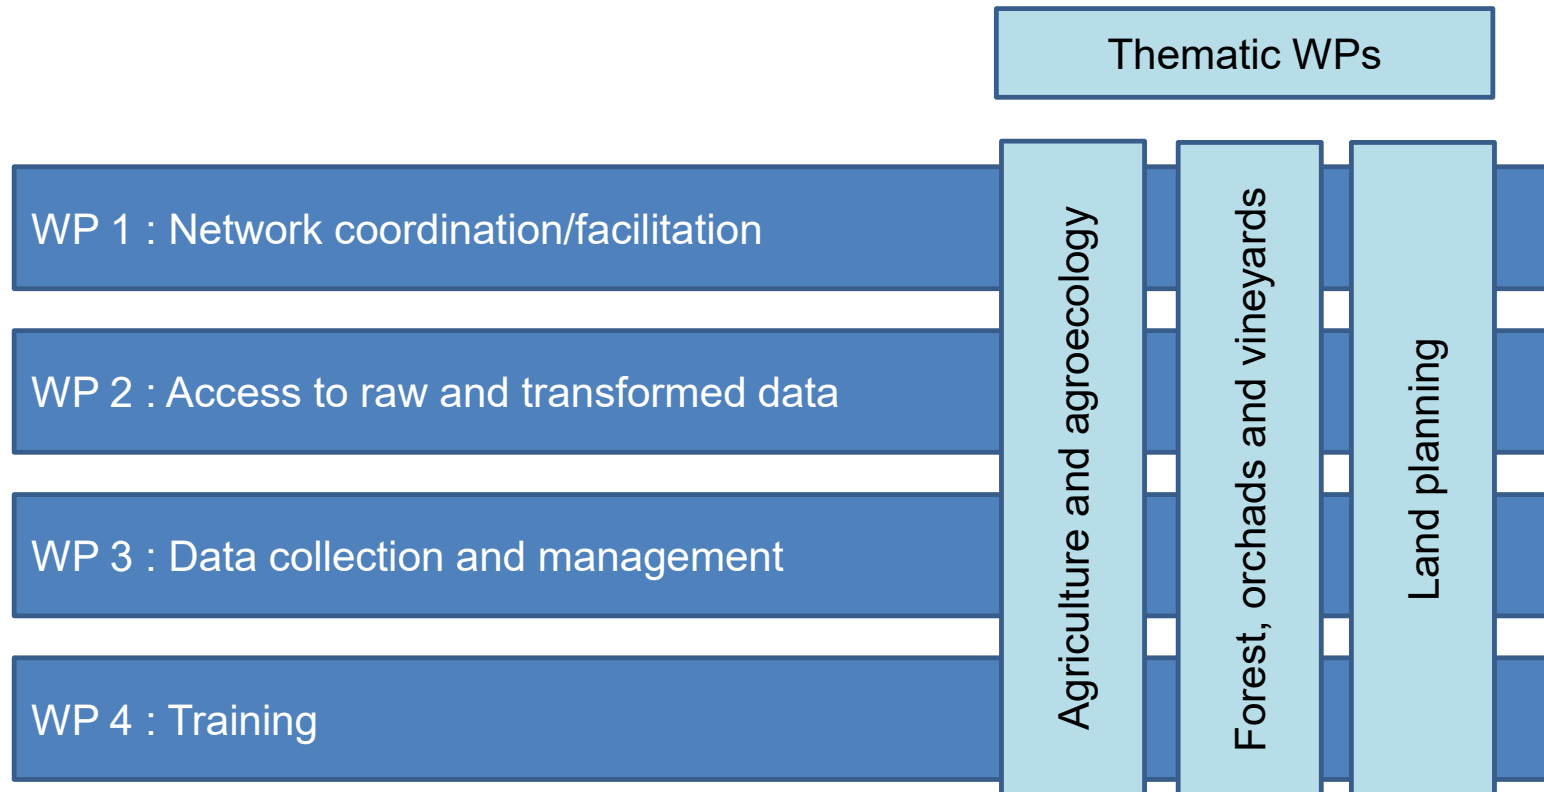 Thematic WPs
WP 1 : Network coordination/facilitation
WP 2 : Access to raw and transformed data
WP 3 : Data collection and management
WP 4 : Training
Agriculture and agroecology
Forest, orchads and vineyards
Land planning